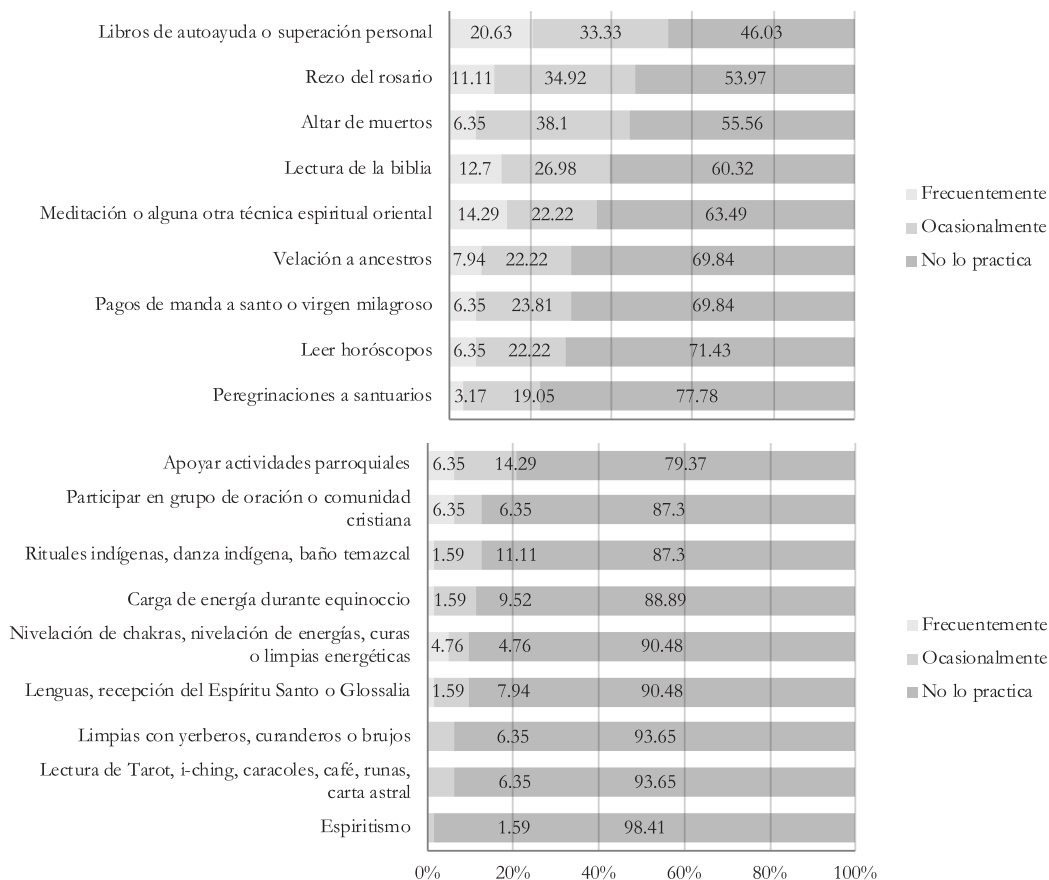 Libros de autoayuda o superación personal 20.63 33.33 46.03
Rezo del rosario 11.11 34.92 53.97
Altar de muertos 6.35 38.1 55.56
Lectura de la biblia 12.7 26.98 60.32
Meditación o alguna otra técnica espiritual oriental 14.29 22.22 63.49
Velación a ancestros 7.94 22.22 69.84
Pagos de manda a santo o virgen milagroso 6.35 23.81 69.84
Leer horóscopos 6.35 22.22 71.43
Peregrinaciones a santuarios 3.17 19.05 77.78
Frecuentemente
Ocasionalmente
No lo practica
Apoyar actividades parroquiales 6.35 14.29 79.37
Participar en grupo de oración o comunidad
cristiana 6.35 6.35 87.3
Rituales indígenas, danza indígena, baño temazcal 1.59 11.11 87.3
Carga de energía durante equinoccio 1.59 9.52 88.89
Nivelación de chakras, nivelación de energías, curas
o limpias energéticas 4.76 4.76 90.48
Lenguas, recepción del Espíritu Santo o Glossalia 1.59 7.94 90.48
Limpias con yerberos, curanderos o brujos 6.35 93.65
Lectura de Tarot, i-ching, caracoles, café, runas,
carta astral 6.35 93.65
Espiritismo 1.59 98.41
0% 20% 40% 60% 80% 100%
Frecuentemente
Ocasionalmente
No lo practica